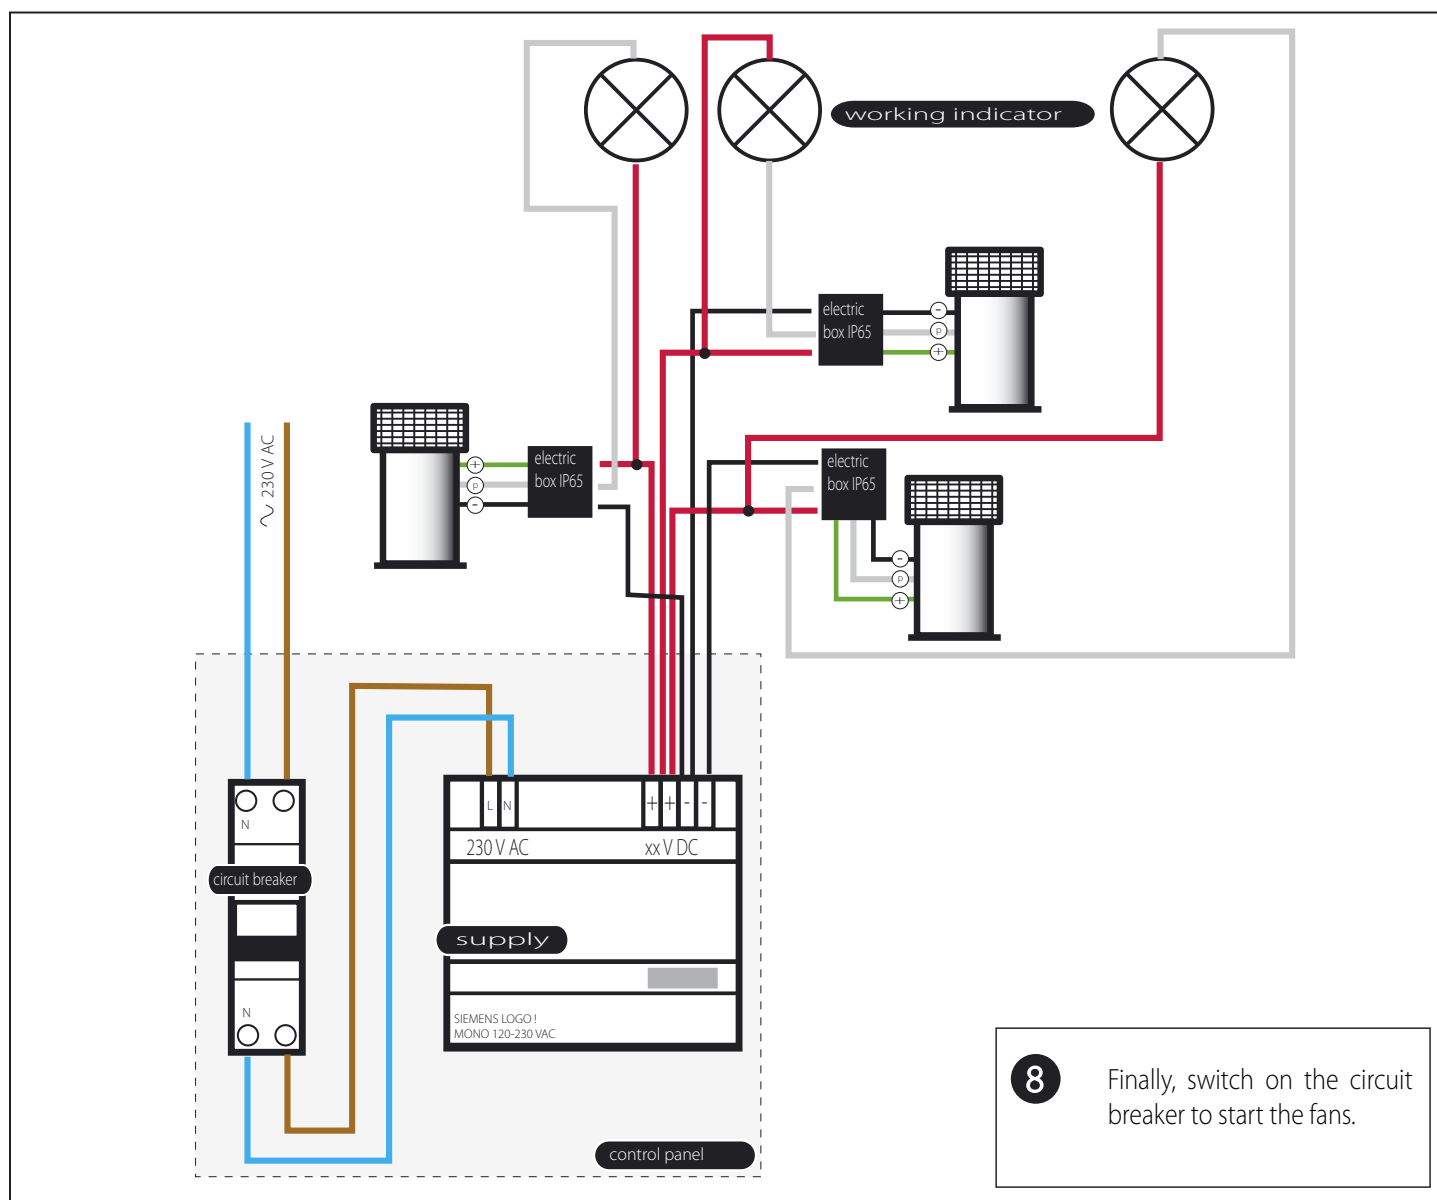 working indicator
electric
box IP65
-
p
+
230 V AC
electric
box IP65
+
p
-
electric
box IP65
-
p
+
L N
+ + - -
230 V AC
xx V DC
N
circuit breaker
supply
N
SIEMENS LOGO !
MONO 120-230 VAC
control panel
8
Finally, switch on the circuit
breaker to start the fans.